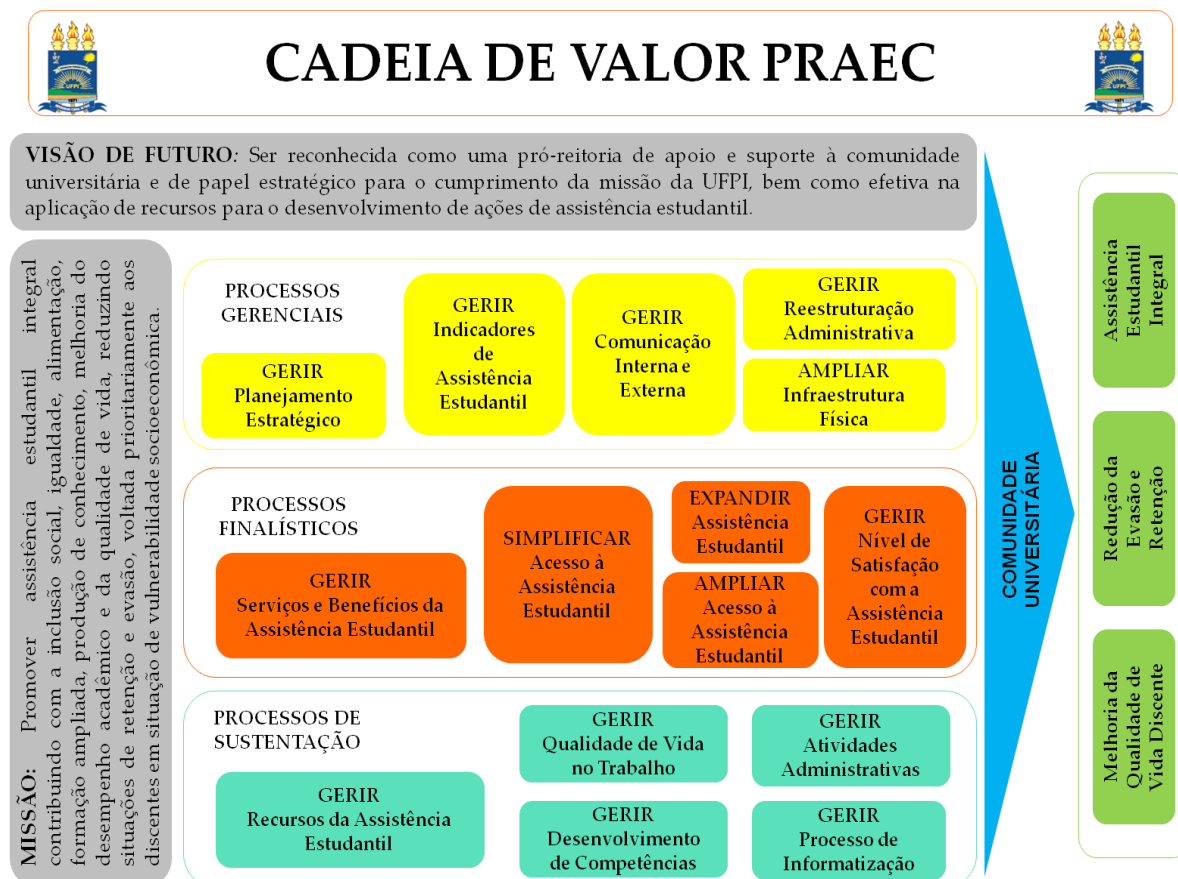 CADEIA DE VALOR PRAEC
UFPI
UFPI
VISÃO DE FUTURO: Ser reconhecida como uma pró-reitoria de apoio e suporte à comunidade
universitária e de papel estratégico para o cumprimento da missão da UFPI, bem como efetiva na
aplicação de recursos para o desenvolvimento de ações de assistência estudantil.
MISSÃO: Promover assistência estudantil integral
contribuindo com a inclusão social, igualdade, alimentação,
formação ampliada, produção de conhecimento, melhoria do
desempenho acadêmico e da qualidade de vida, reduzindo
situações de retenção e evasão, voltada prioritariamente aos
discentes em situação de vulnerabilidade socioeconômica.
PROCESSOS
GERENCIAIS
GERIR
Planejamento
Estratégico
GERIR
Indicadores
de
Assistência
Estudantil
GERIR
Comunicação
Interna e
Externa
GERIR
Reestruturação
Administrativa
AMPLIAR
Infraestrutura
Física
PROCESSOS
FINALÍSTICOS
GERIR
Serviços e Benefícios da
Assistência Estudantil
SIMPLIFICAR
Acesso à
Assistência
Estudantil
EXPANDIR
Assistência
Estudantil
AMPLIAR
Acesso à
Assistência
Estudantil
GERIR
Nível de
Satisfação
com a
Assistência
Estudantil
PROCESSOS DE
SUSTENTAÇÃO
GERIR
Recursos da Assistência
Estudantil
GERIR
Qualidade de Vida
no Trabalho
GERIR
Atividades
Administrativas
GERIR
Desenvolvimento
de Competências
GERIR
Processo de
Informatização
COMUNIDADE
UNIVERSITÁRIA
Assistência
Estudantil
Integral
Redução da
Evasão e
Retenção
Melhoria da
Qualidade de
Vida Discente